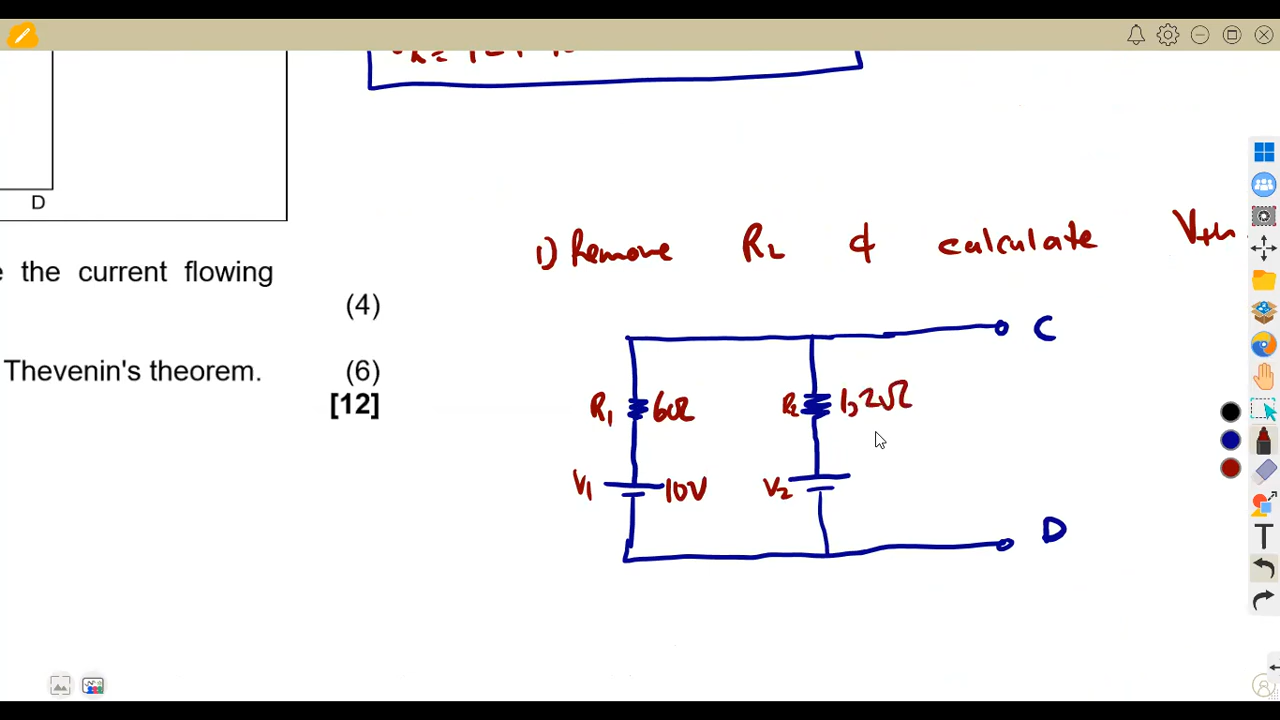 D
e the current flowing
(4)
Thevenin's theorem. (6)
[12]
1) Remove RL & calculate Vth
C
R1 6Ω R2 1,2Ω
V1 10V V2
D
T